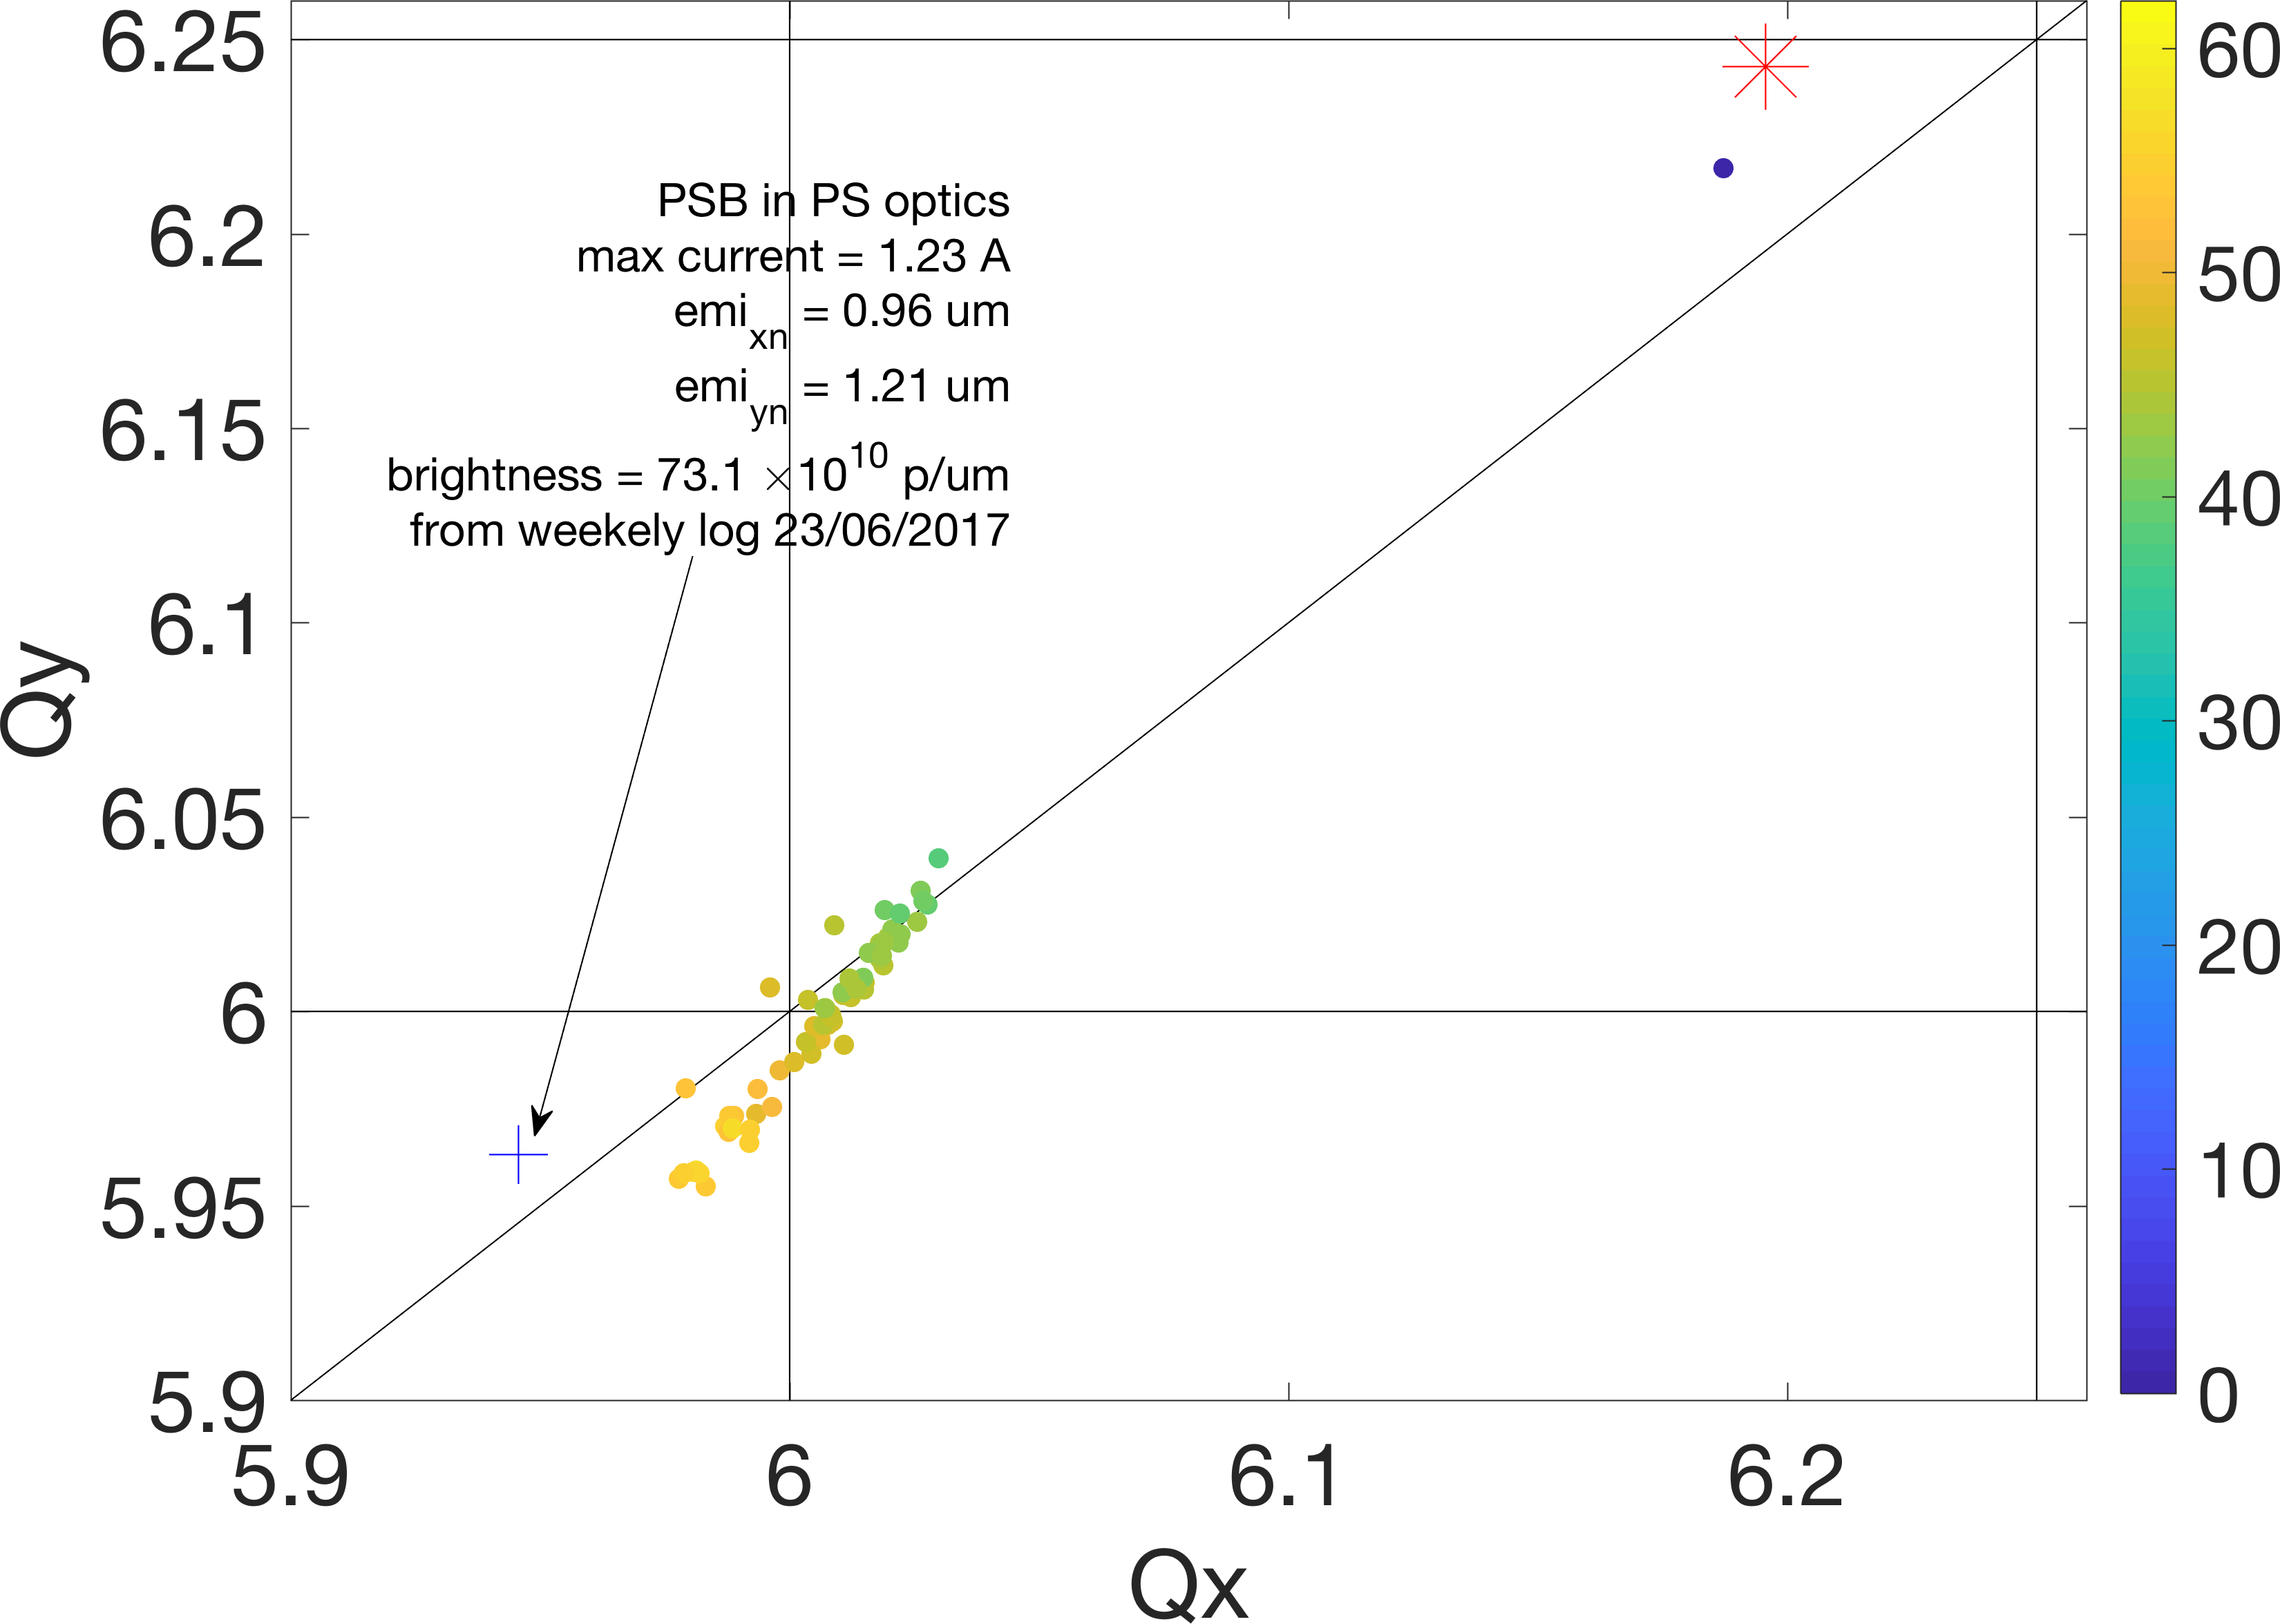 6.25
6.2
6.15
6.1
6.05
6
5.95
5.9
Qy
PSB in PS optics
max current = 1.23 A
emi_xn = 0.96 um
emi_yn = 1.21 um
brightness = 73.1 ×10^10 p/um
from weekely log 23/06/2017
5.9 6 6.1 6.2
Qx
60
50
40
30
20
10
0